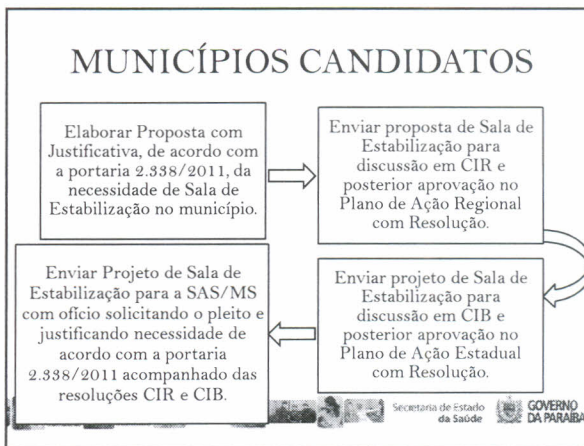 MUNICÍPIOS CANDIDATOS
Elaborar Proposta com
Justificativa, de acordo com
a portaria 2.338/2011, da
necessidade de Sala de
Estabilização no município.
Enviar proposta de Sala de
Estabilização para
discussão em CIR e
posterior aprovação no
Plano de Ação Regional
com Resolução.
Enviar projeto de Sala de
Estabilização para
discussão em CIB e
posterior aprovação no
Plano de Ação Estadual
com Resolução.
Enviar Projeto de Sala de
Estabilização para a SAS/MS
com ofício solicitando o pleito e
justificando necessidade de
acordo com a portaria
2.338/2011 acompanhado das
resoluções CIR e CIB.
Secretaria de Estado
da Saúde
GOVERNO
DA PARAÍBA